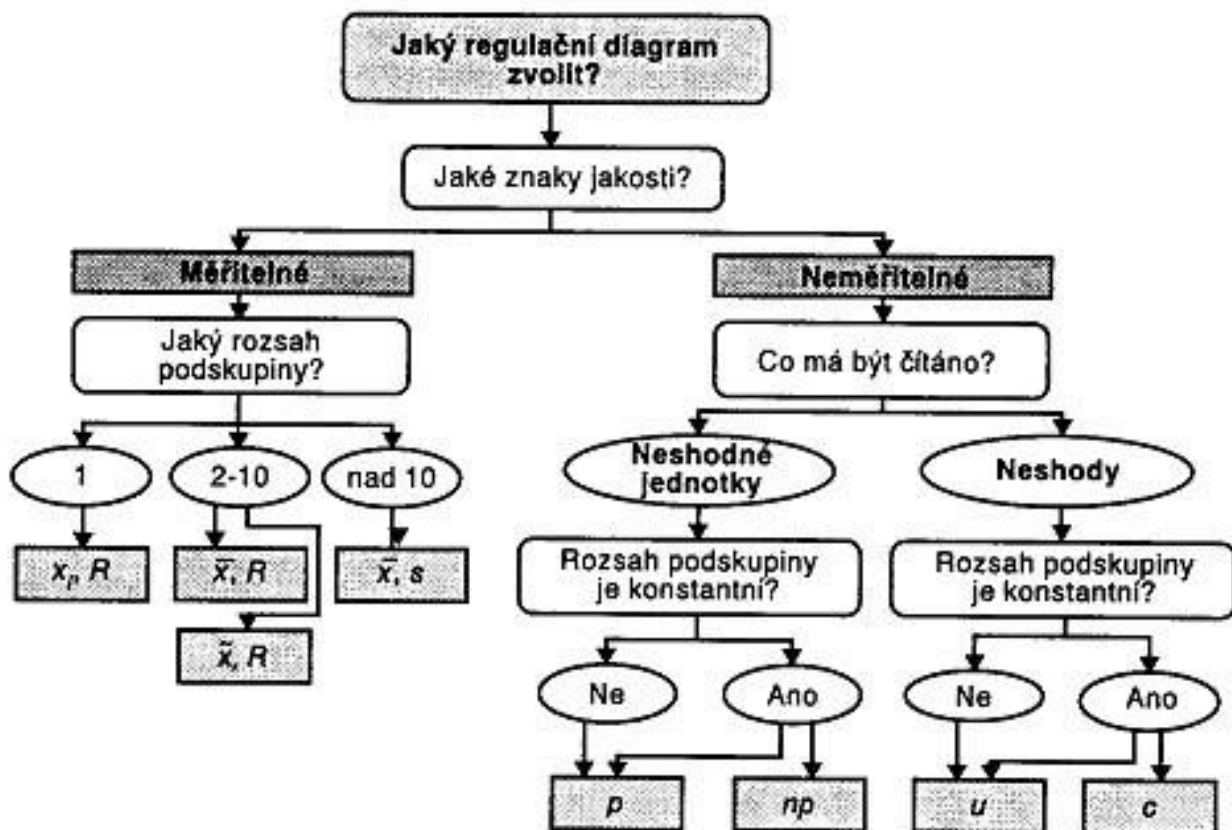 Jaký regulační diagram
zvolit?
Jaké znaky jakosti?
Měřitelné
Neměřitelné
Jaký rozsah
podskupiny?
Co má být čítáno?
1
2-10
nad 10
Neshodné
jednotky
Neshody
x_p R
x̄, R
x̄, s
x̃, R
Rozsah podskupiny
je konstantní?
Rozsah podskupiny
je konstantní?
Ne
Ano
Ne
Ano
p
np
u
c